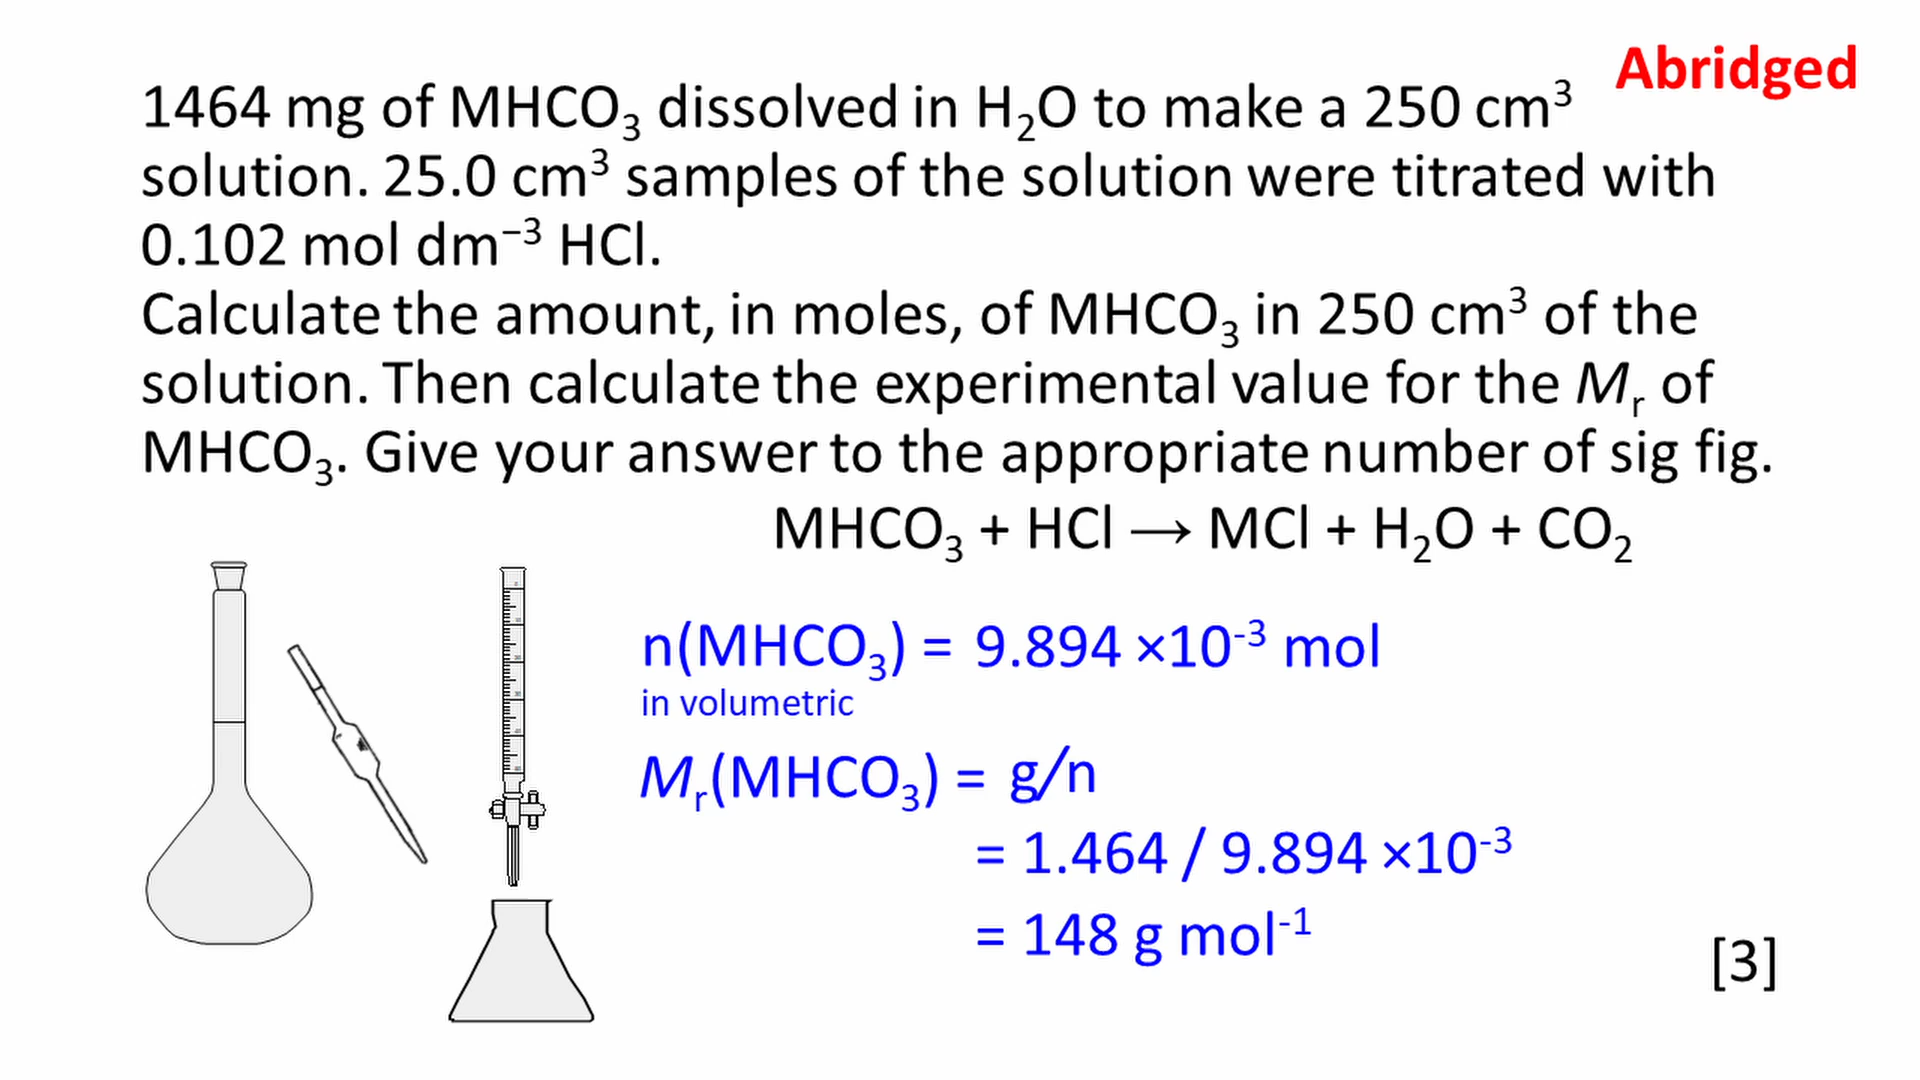 Abridged
1464 mg of MHCO₃ dissolved in H₂O to make a 250 cm³
solution. 25.0 cm³ samples of the solution were titrated with
0.102 mol dm⁻³ HCl.
Calculate the amount, in moles, of MHCO₃ in 250 cm³ of the
solution. Then calculate the experimental value for the Mᵣ of
MHCO₃. Give your answer to the appropriate number of sig fig.
MHCO₃ + HCl → MCl + H₂O + CO₂
n(MHCO₃) = 9.894 ×10⁻³ mol
in volumetric
Mᵣ(MHCO₃) = g/n
= 1.464 / 9.894 ×10⁻³
= 148 g mol⁻¹
[3]